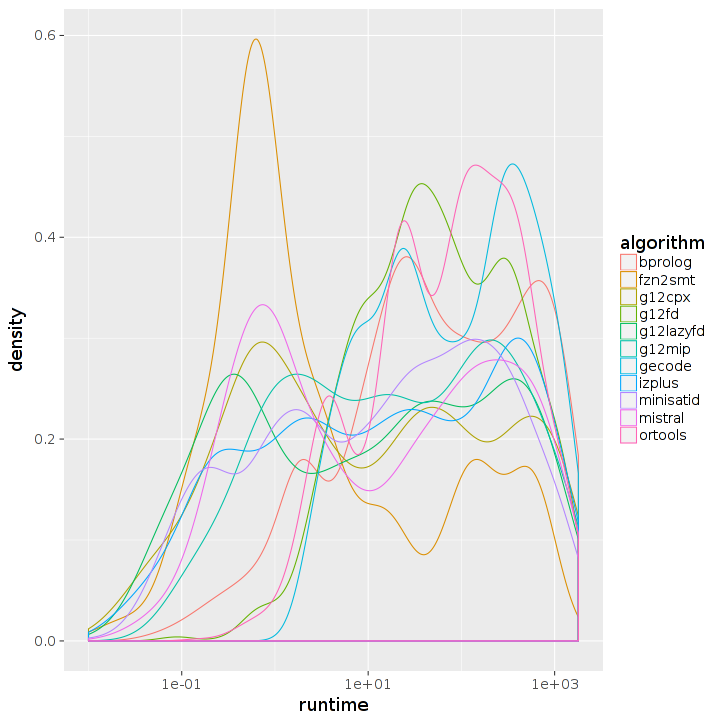 0.6
0.4
0.2
0.0
density
1e-01
1e+01
1e+03
runtime
algorithm
bprolog
fzn2smt
g12cpx
g12fd
g12lazyfd
g12mip
gecode
izplus
minisatid
mistral
ortools